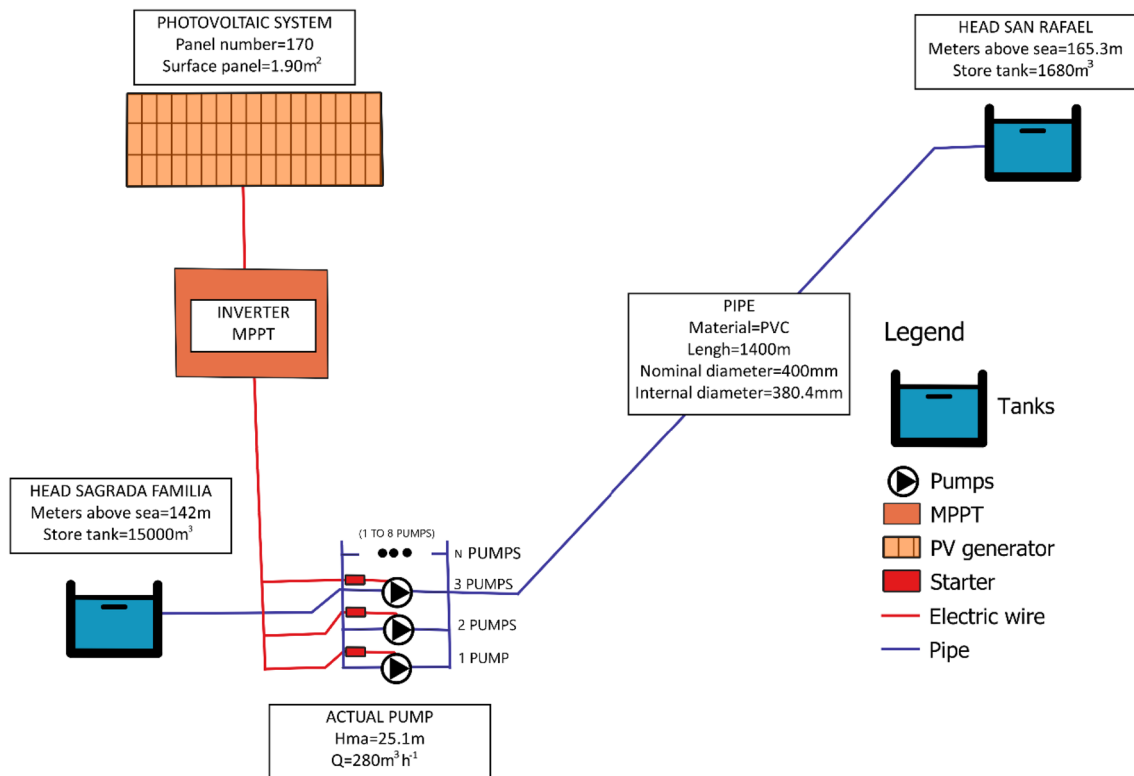 PHOTOVOLTAIC SYSTEM
Panel number=170
Surface panel=1.90m²
HEAD SAN RAFAEL
Meters above sea=165.3m
Store tank=1680m³
INVERTER
MPPT
PIPE
Material=PVC
Lengh=1400m
Nominal diameter=400mm
Internal diameter=380.4mm
Legend
Tanks
Pumps
MPPT
PV generator
Starter
Electric wire
Pipe
HEAD SAGRADA FAMILIA
Meters above sea=142m
Store tank=15000m³
(1 TO 8 PUMPS)
N PUMPS
3 PUMPS
2 PUMPS
1 PUMP
ACTUAL PUMP
Hma=25.1m
Q=280m³h⁻¹